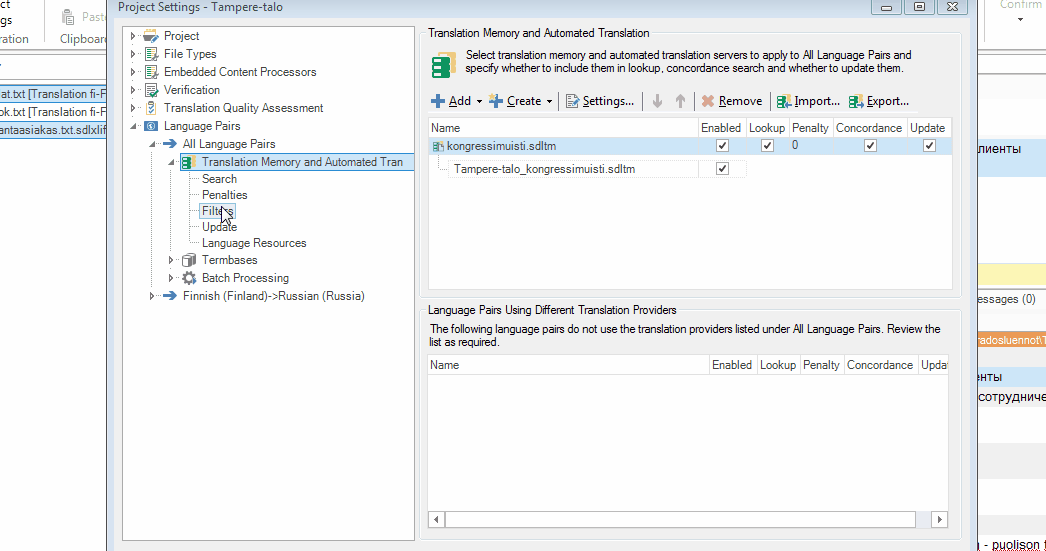 Project Settings - Tampere-talo
Confirm
ct
gs
ration
Paste
Clipboard
Project
File Types
Embedded Content Processors
Verification
Translation Quality Assessment
Language Pairs
All Language Pairs
Translation Memory and Automated Tran
Search
Penalties
Filters
Update
Language Resources
Termbases
Batch Processing
Finnish (Finland)->Russian (Russia)
at.txt [Translation fi-F
ok.txt [Translation fi-F
antaasiakas.txt.sdlxlif
Translation Memory and Automated Translation
Select translation memory and automated translation servers to apply to All Language Pairs and
specify whether to include them in lookup, concordance search and whether to update them.
Add Create Settings... Remove Import... Export...
Name Enabled Lookup Penalty Concordance Update
kongressimuisti.sdltm 0
Tampere-talo_kongressimuisti.sdltm
Language Pairs Using Different Translation Providers
The following language pairs do not use the translation providers listed under All Language Pairs. Review the
list as required.
Name Enabled Lookup Penalty Concordance Updat
лиенты
essages (0)
radosluennot\T
енты
сотрудниче
- puolison